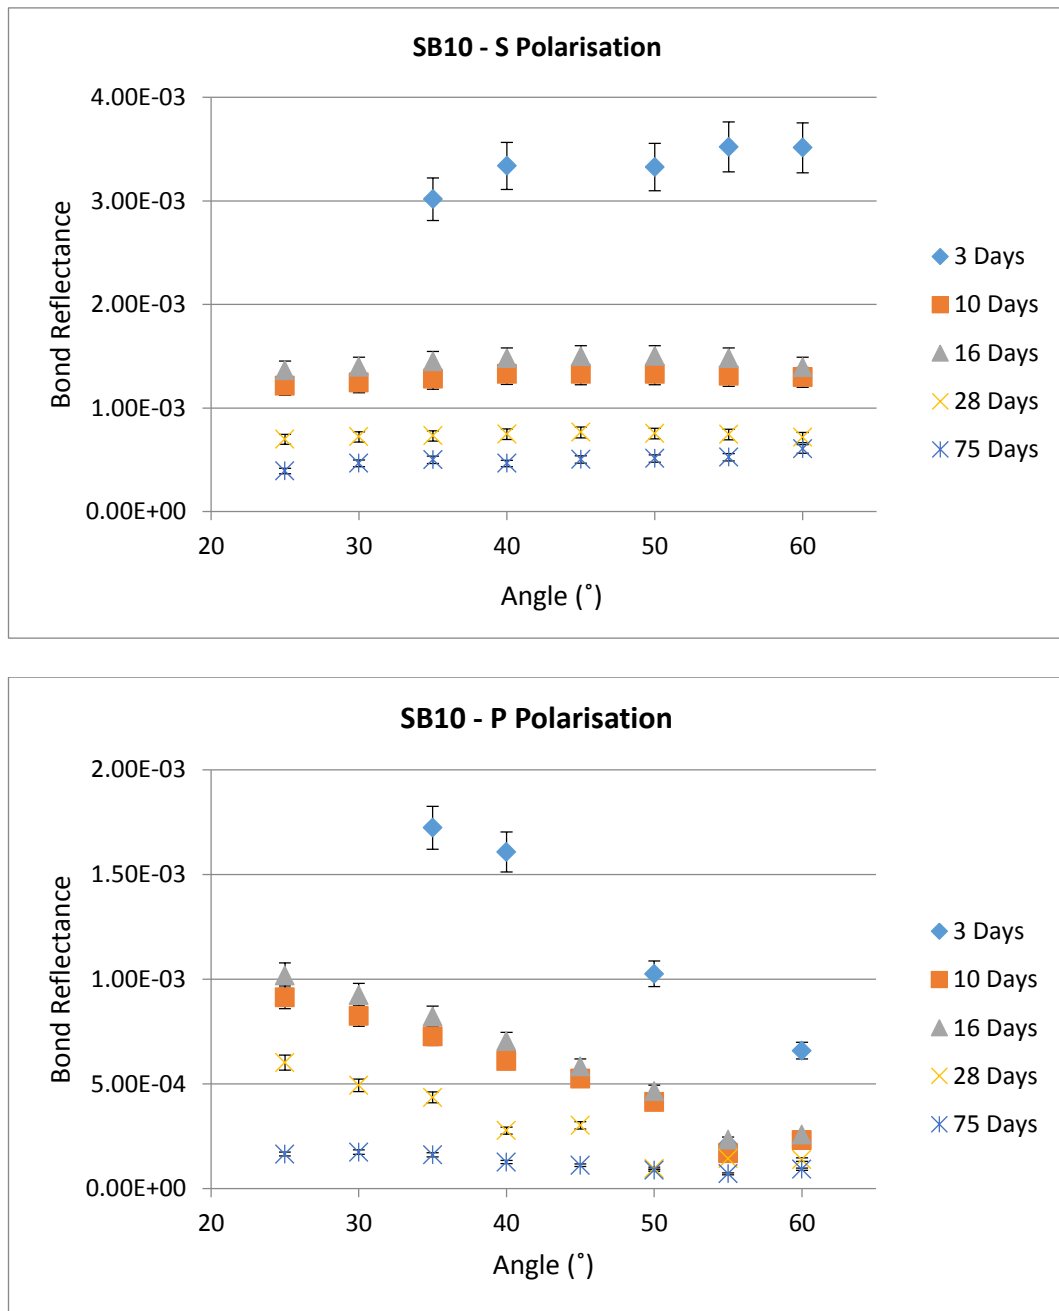 SB10 - S Polarisation
4.00E-03
3.00E-03
2.00E-03
1.00E-03
0.00E+00
Bond Reflectance
20 30 40 50 60
Angle (˚)
3 Days
10 Days
16 Days
28 Days
75 Days
SB10 - P Polarisation
2.00E-03
1.50E-03
1.00E-03
5.00E-04
0.00E+00
Bond Reflectance
20 30 40 50 60
Angle (˚)
3 Days
10 Days
16 Days
28 Days
75 Days